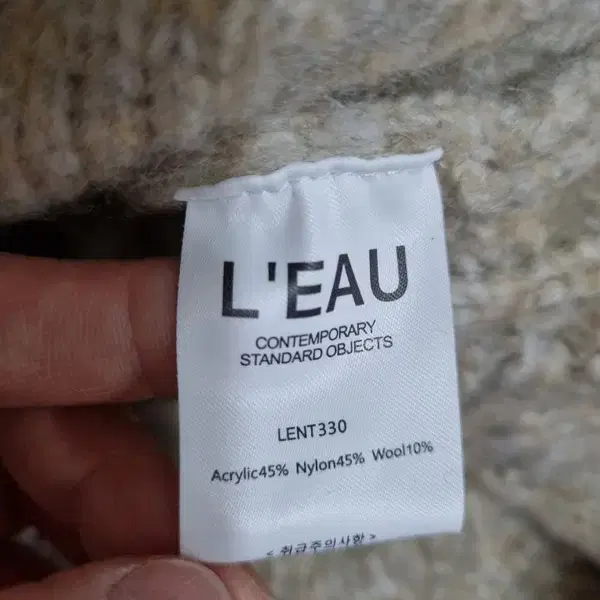 L'EAU
CONTEMPORARY
STANDARD OBJECTS
LENT330
Acrylic45% Nylon45% Wool10%
< 취급주의사항 >